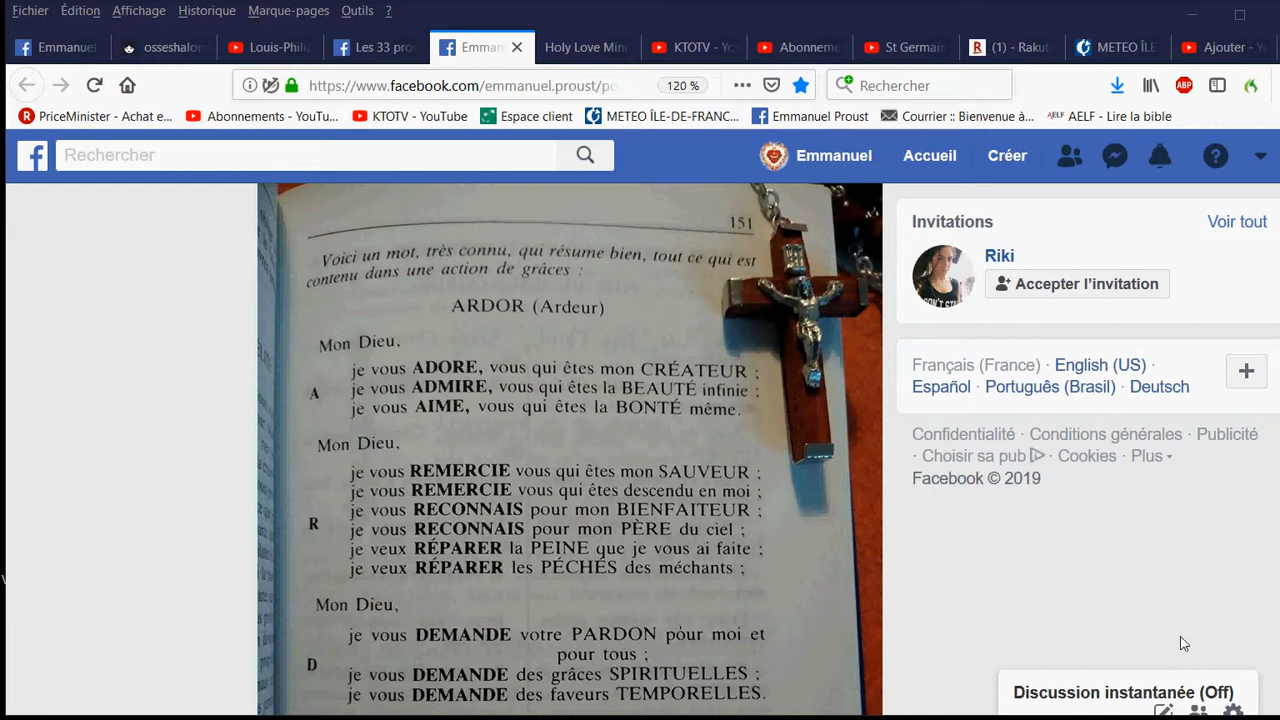 Fichier Édition Affichage Historique Marque-pages Outils ?
Emmanuel osseshalom Louis-Phili Les 33 pro Emman Holy Love Mini KTOTV - Yo Abonneme St Germai (1) - Rakut METEO ÎLE Ajouter - Y
https://www.facebook.com/emmanuel.proust/po 120 % Rechercher ABP
PriceMinister - Achat e... Abonnements - YouTu... KTOTV - YouTube Espace client METEO ÎLE-DE-FRANC... Emmanuel Proust Courrier :: Bienvenue à... AELF AELF - Lire la bible
Rechercher Emmanuel Accueil Créer
151
Voici un mot, très connu, qui résume bien, tout ce qui est
contenu dans une action de grâces :
ARDOR (Ardeur)
Mon Dieu,
je vous ADORE, vous qui êtes mon CRÉATEUR ;
A je vous ADMIRE, vous qui êtes la BEAUTÉ infinie ;
je vous AIME, vous qui êtes la BONTÉ même.
Mon Dieu,
je vous REMERCIE vous qui êtes mon SAUVEUR ;
je vous REMERCIE vous qui êtes descendu en moi ;
je vous RECONNAIS pour mon BIENFAITEUR ;
R je vous RECONNAIS pour mon PÈRE du ciel ;
je veux RÉPARER la PEINE que je vous ai faite ;
je veux RÉPARER les PÉCHÉS des méchants ;
Mon Dieu,
je vous DEMANDE votre PARDON pour moi et
pour tous ;
D je vous DEMANDE des grâces SPIRITUELLES ;
je vous DEMANDE des faveurs TEMPORELLES.
Invitations Voir tout
Riki
Accepter l'invitation
Français (France) · English (US) ·
Español · Português (Brasil) · Deutsch
Confidentialité · Conditions générales · Publicité
· Choisir sa pub · Cookies · Plus
Facebook © 2019
Discussion instantanée (Off)